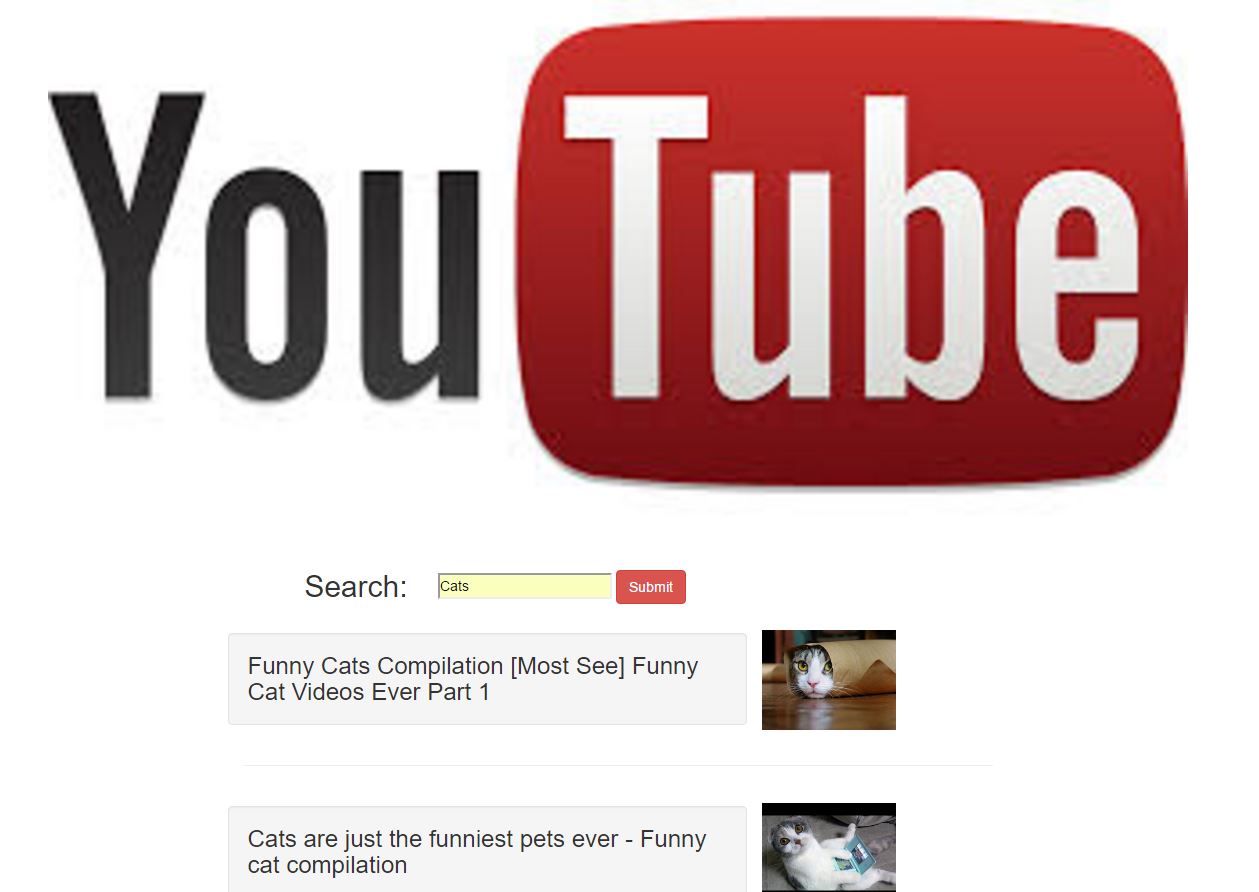 YouTube
Search: Cats Submit
Funny Cats Compilation [Most See] Funny
Cat Videos Ever Part 1
Cats are just the funniest pets ever - Funny
cat compilation